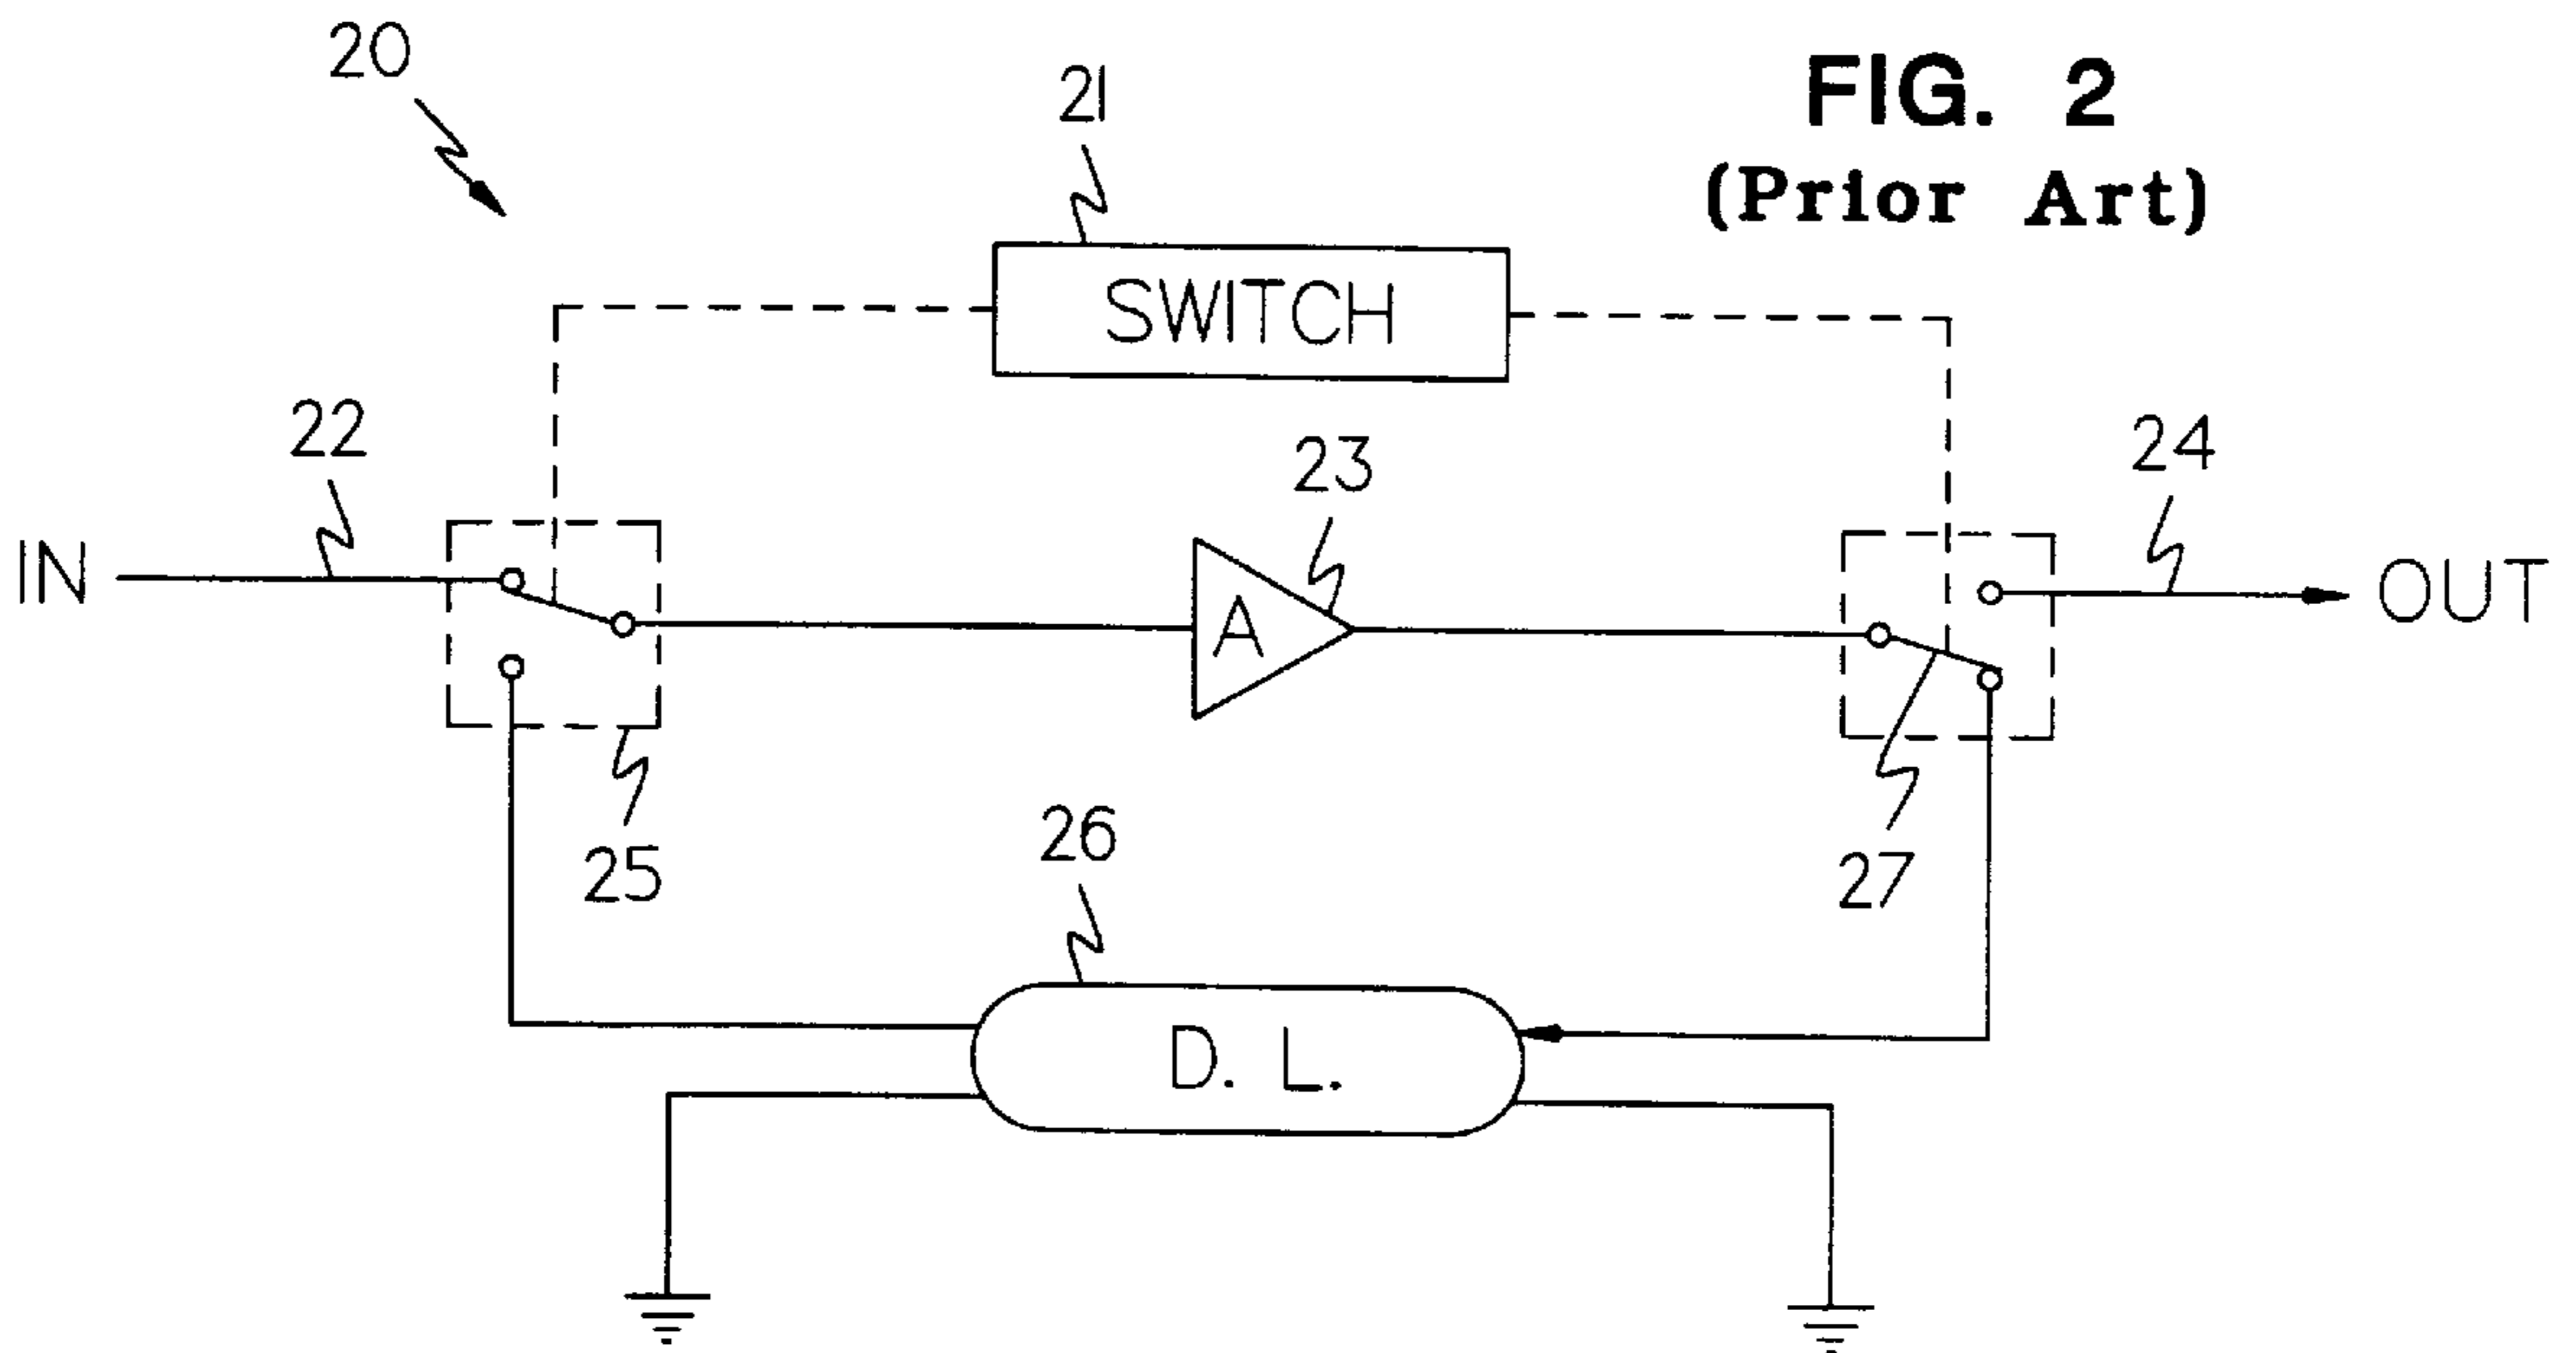 20
21
FIG. 2
(Prior Art)
SWITCH
22
23
24
IN
A
OUT
25
26
27
D. L.